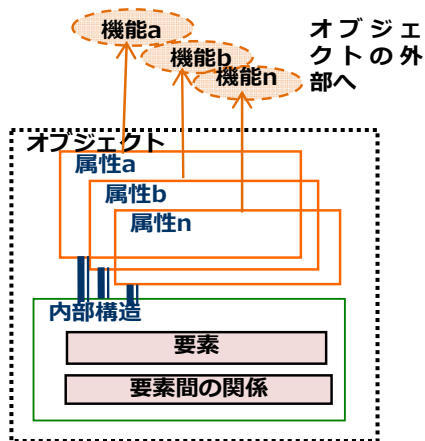 機能a
機能b
機能n
オブジェ
クトの外
部へ
オブジェクト
属性a
属性b
属性n
内部構造
要素
要素間の関係